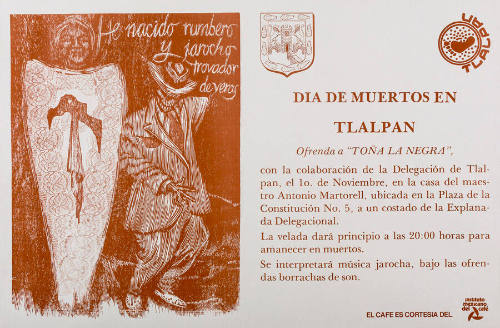 He nacido rumbero
y jarocho
trovador
de veras
TLALPAN
DIA DE MUERTOS EN
TLALPAN
Ofrenda a "TOÑA LA NEGRA",
con la colaboración de la Delegación de Tlal-
pan, el 1o. de Noviembre, en la casa del maes-
tro Antonio Martorell, ubicada en la Plaza de la
Constitución No. 5, a un costado de la Explana-
da Delegacional.
La velada dará principio a las 20:00 horas para
amanecer en muertos.
Se interpretará música jarocha, bajo las ofren-
das borrachas de son.
EL CAFE ES CORTESIA DEL
instituto
mexicano
del café